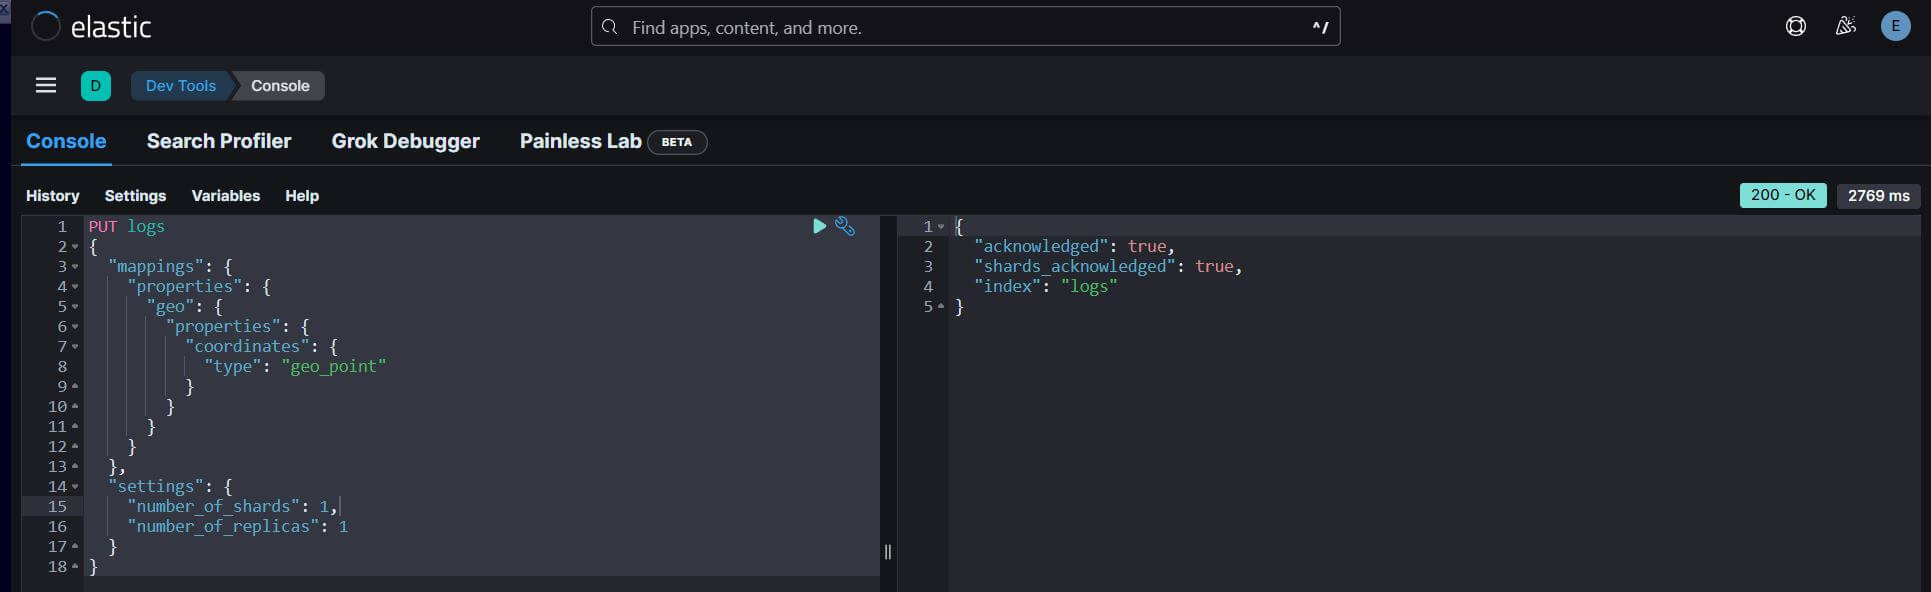 elastic
Find apps, content, and more.
^/
E
D
Dev Tools
Console
Console
Search Profiler
Grok Debugger
Painless Lab
BETA
History
Settings
Variables
Help
200 - OK
2769 ms
1 PUT logs
2 {
3 "mappings": {
4 "properties": {
5 "geo": {
6 "properties": {
7 "coordinates": {
8 "type": "geo_point"
9 }
10 }
11 }
12 }
13 },
14 "settings": {
15 "number_of_shards": 1,
16 "number_of_replicas": 1
17 }
18 }
1 {
2 "acknowledged": true,
3 "shards_acknowledged": true,
4 "index": "logs"
5 }